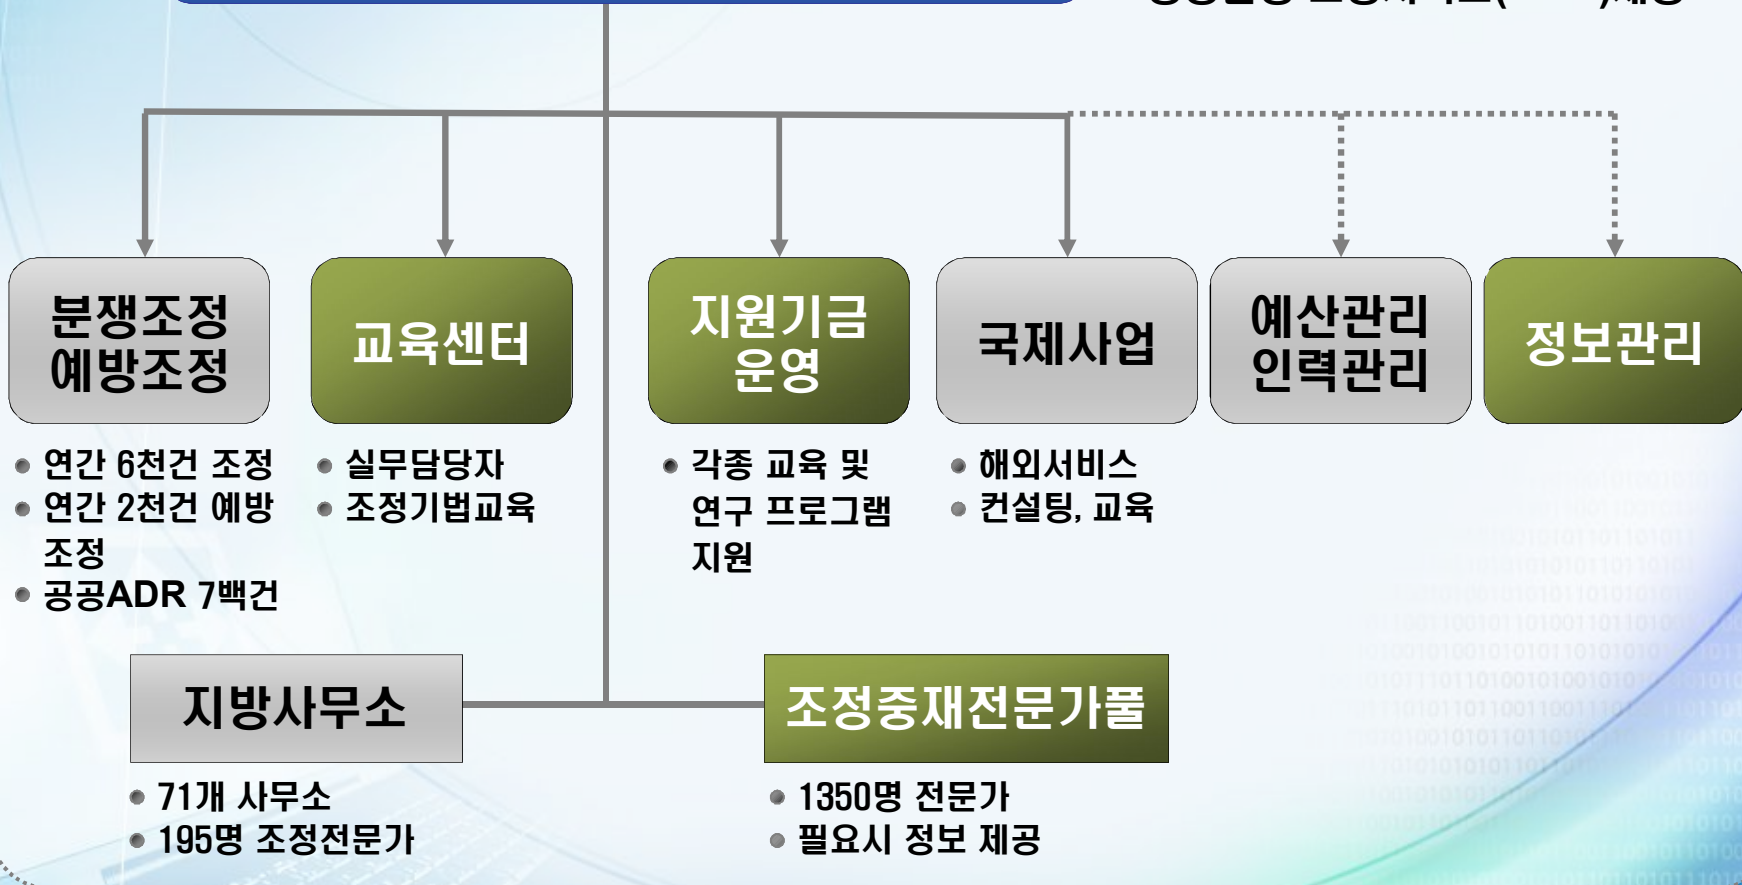 분쟁조정
예방조정
교육센터
지원기금
운영
국제사업
예산관리
인력관리
정보관리
연간 6천건 조정
연간 2천건 예방
조정
공공ADR 7백건
실무담당자
조정기법교육
각종 교육 및
연구 프로그램
지원
해외서비스
컨설팅, 교육
지방사무소
71개 사무소
195명 조정전문가
조정중재전문가풀
1350명 전문가
필요시 정보 제공